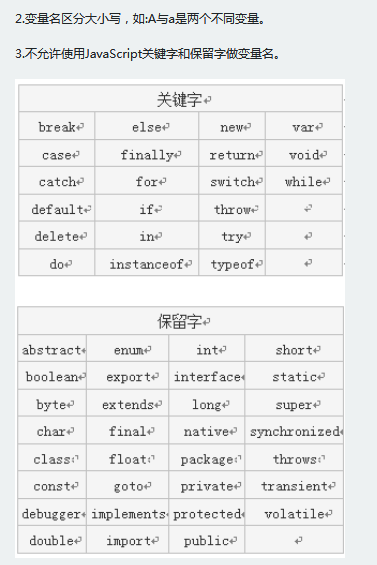 2.变量名区分大小写，如:A与a是两个不同变量。
3.不允许使用JavaScript关键字和保留字做变量名。
关键字
break else new var
case finally return void
catch for switch while
default if throw
delete in try
do instanceof typeof
保留字
abstract enum int short
boolean export interface static
byte extends long super
char final native synchronized
class float package throws
const goto private transient
debugger implements protected volatile
double import public